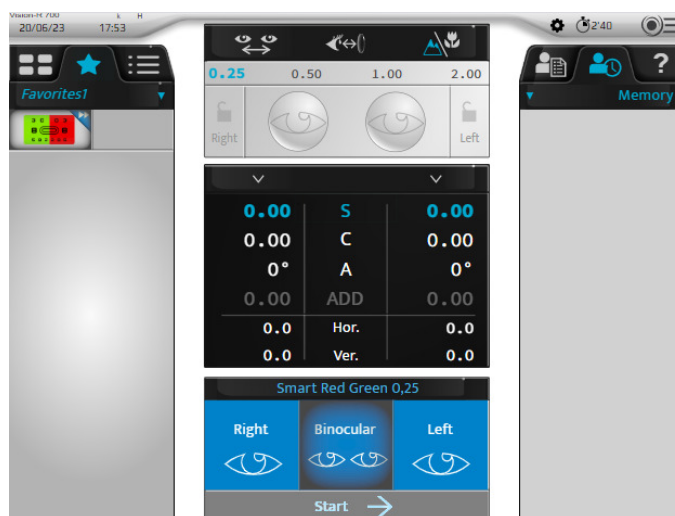 Vision-R 700
20/06/23 17:53
L H
2'40
Favorites1
0.25 0.50 1.00 2.00
Right Left
0.00 S 0.00
0.00 C 0.00
0° A 0°
0.00 ADD 0.00
0.0 Hor. 0.0
0.0 Ver. 0.0
Smart Red Green 0,25
Right Binocular Left
Start
?
Memory